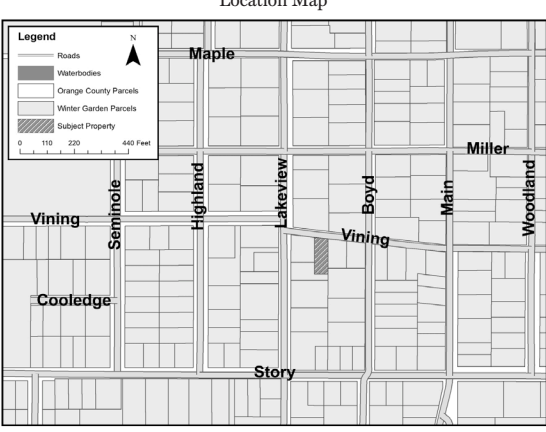 Location Map
Legend
N
Roads
Waterbodies
Orange County Parcels
Winter Garden Parcels
Subject Property
0 110 220 440 Feet
Maple
Miller
Seminole
Highland
Lakeview
Boyd
Main
Woodland
Vining
Vining
Cooledge
Story